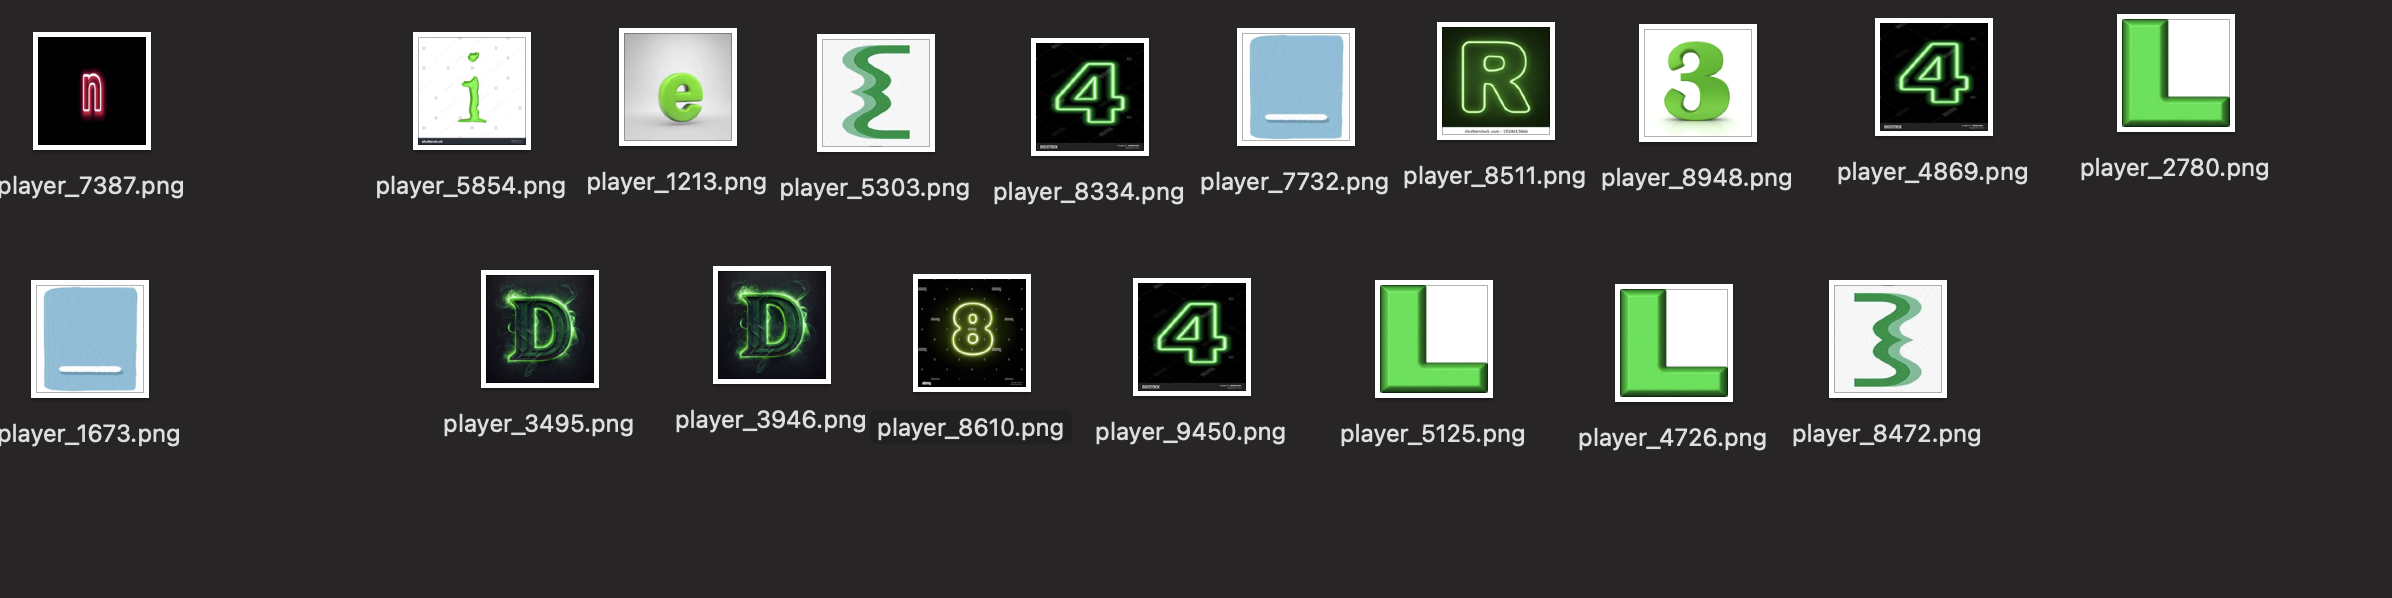 n i e { 4 _ R 3 4 L
player_7387.png player_5854.png player_1213.png player_5303.png player_8334.png player_7732.png player_8511.png player_8948.png player_4869.png player_2780.png
_ D D 8 4 L L }
player_1673.png player_3495.png player_3946.png player_8610.png player_9450.png player_5125.png player_4726.png player_8472.png